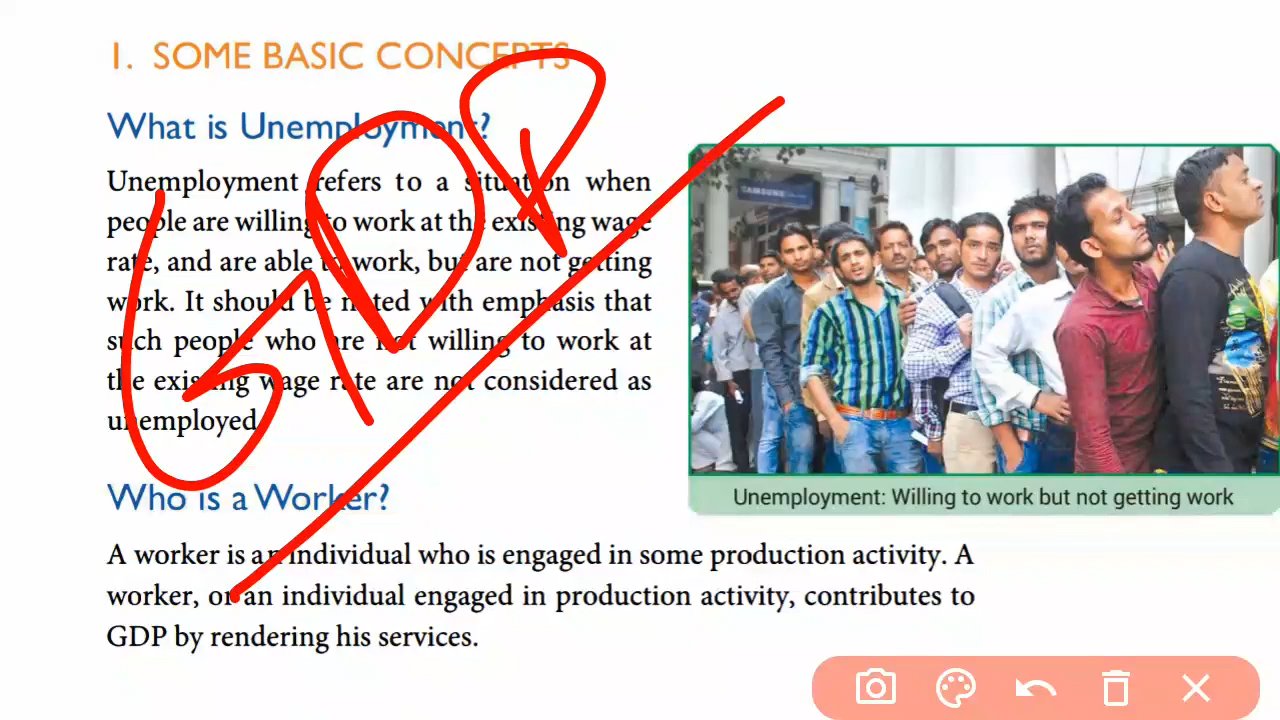 1. SOME BASIC CONCEPTS
What is Unemployment?
Unemployment refers to a situation when
people are willing to work at the existing wage
rate, and are able to work, but are not getting
work. It should be noted with emphasis that
such people who are not willing to work at
the existing wage rate are not considered as
unemployed.
GDP
SAMSUNG
Unemployment: Willing to work but not getting work
Who is a Worker?
A worker is an individual who is engaged in some production activity. A
worker, or an individual engaged in production activity, contributes to
GDP by rendering his services.